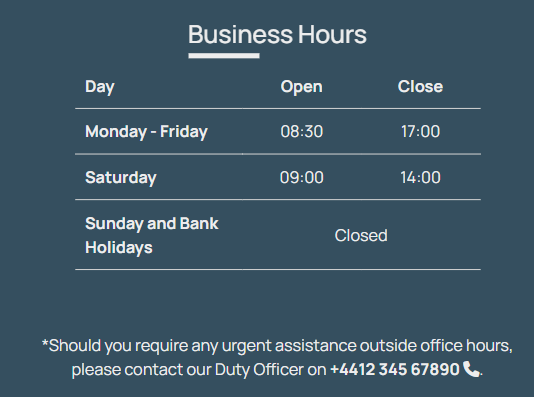 Business Hours
Day Open Close
Monday - Friday 08:30 17:00
Saturday 09:00 14:00
Sunday and Bank
Holidays
Closed
*Should you require any urgent assistance outside office hours,
please contact our Duty Officer on +4412 345 67890 .